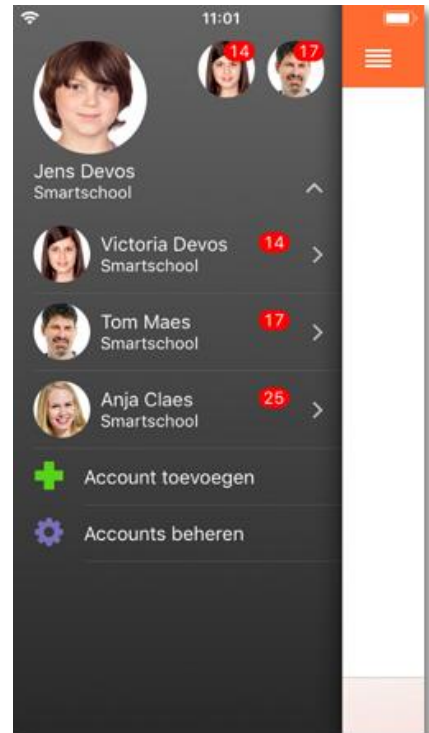 11:01
14
17
Jens Devos
Smartschool
Victoria Devos
14
Smartschool
Tom Maes
17
Smartschool
Anja Claes
25
Smartschool
Account toevoegen
Accounts beheren